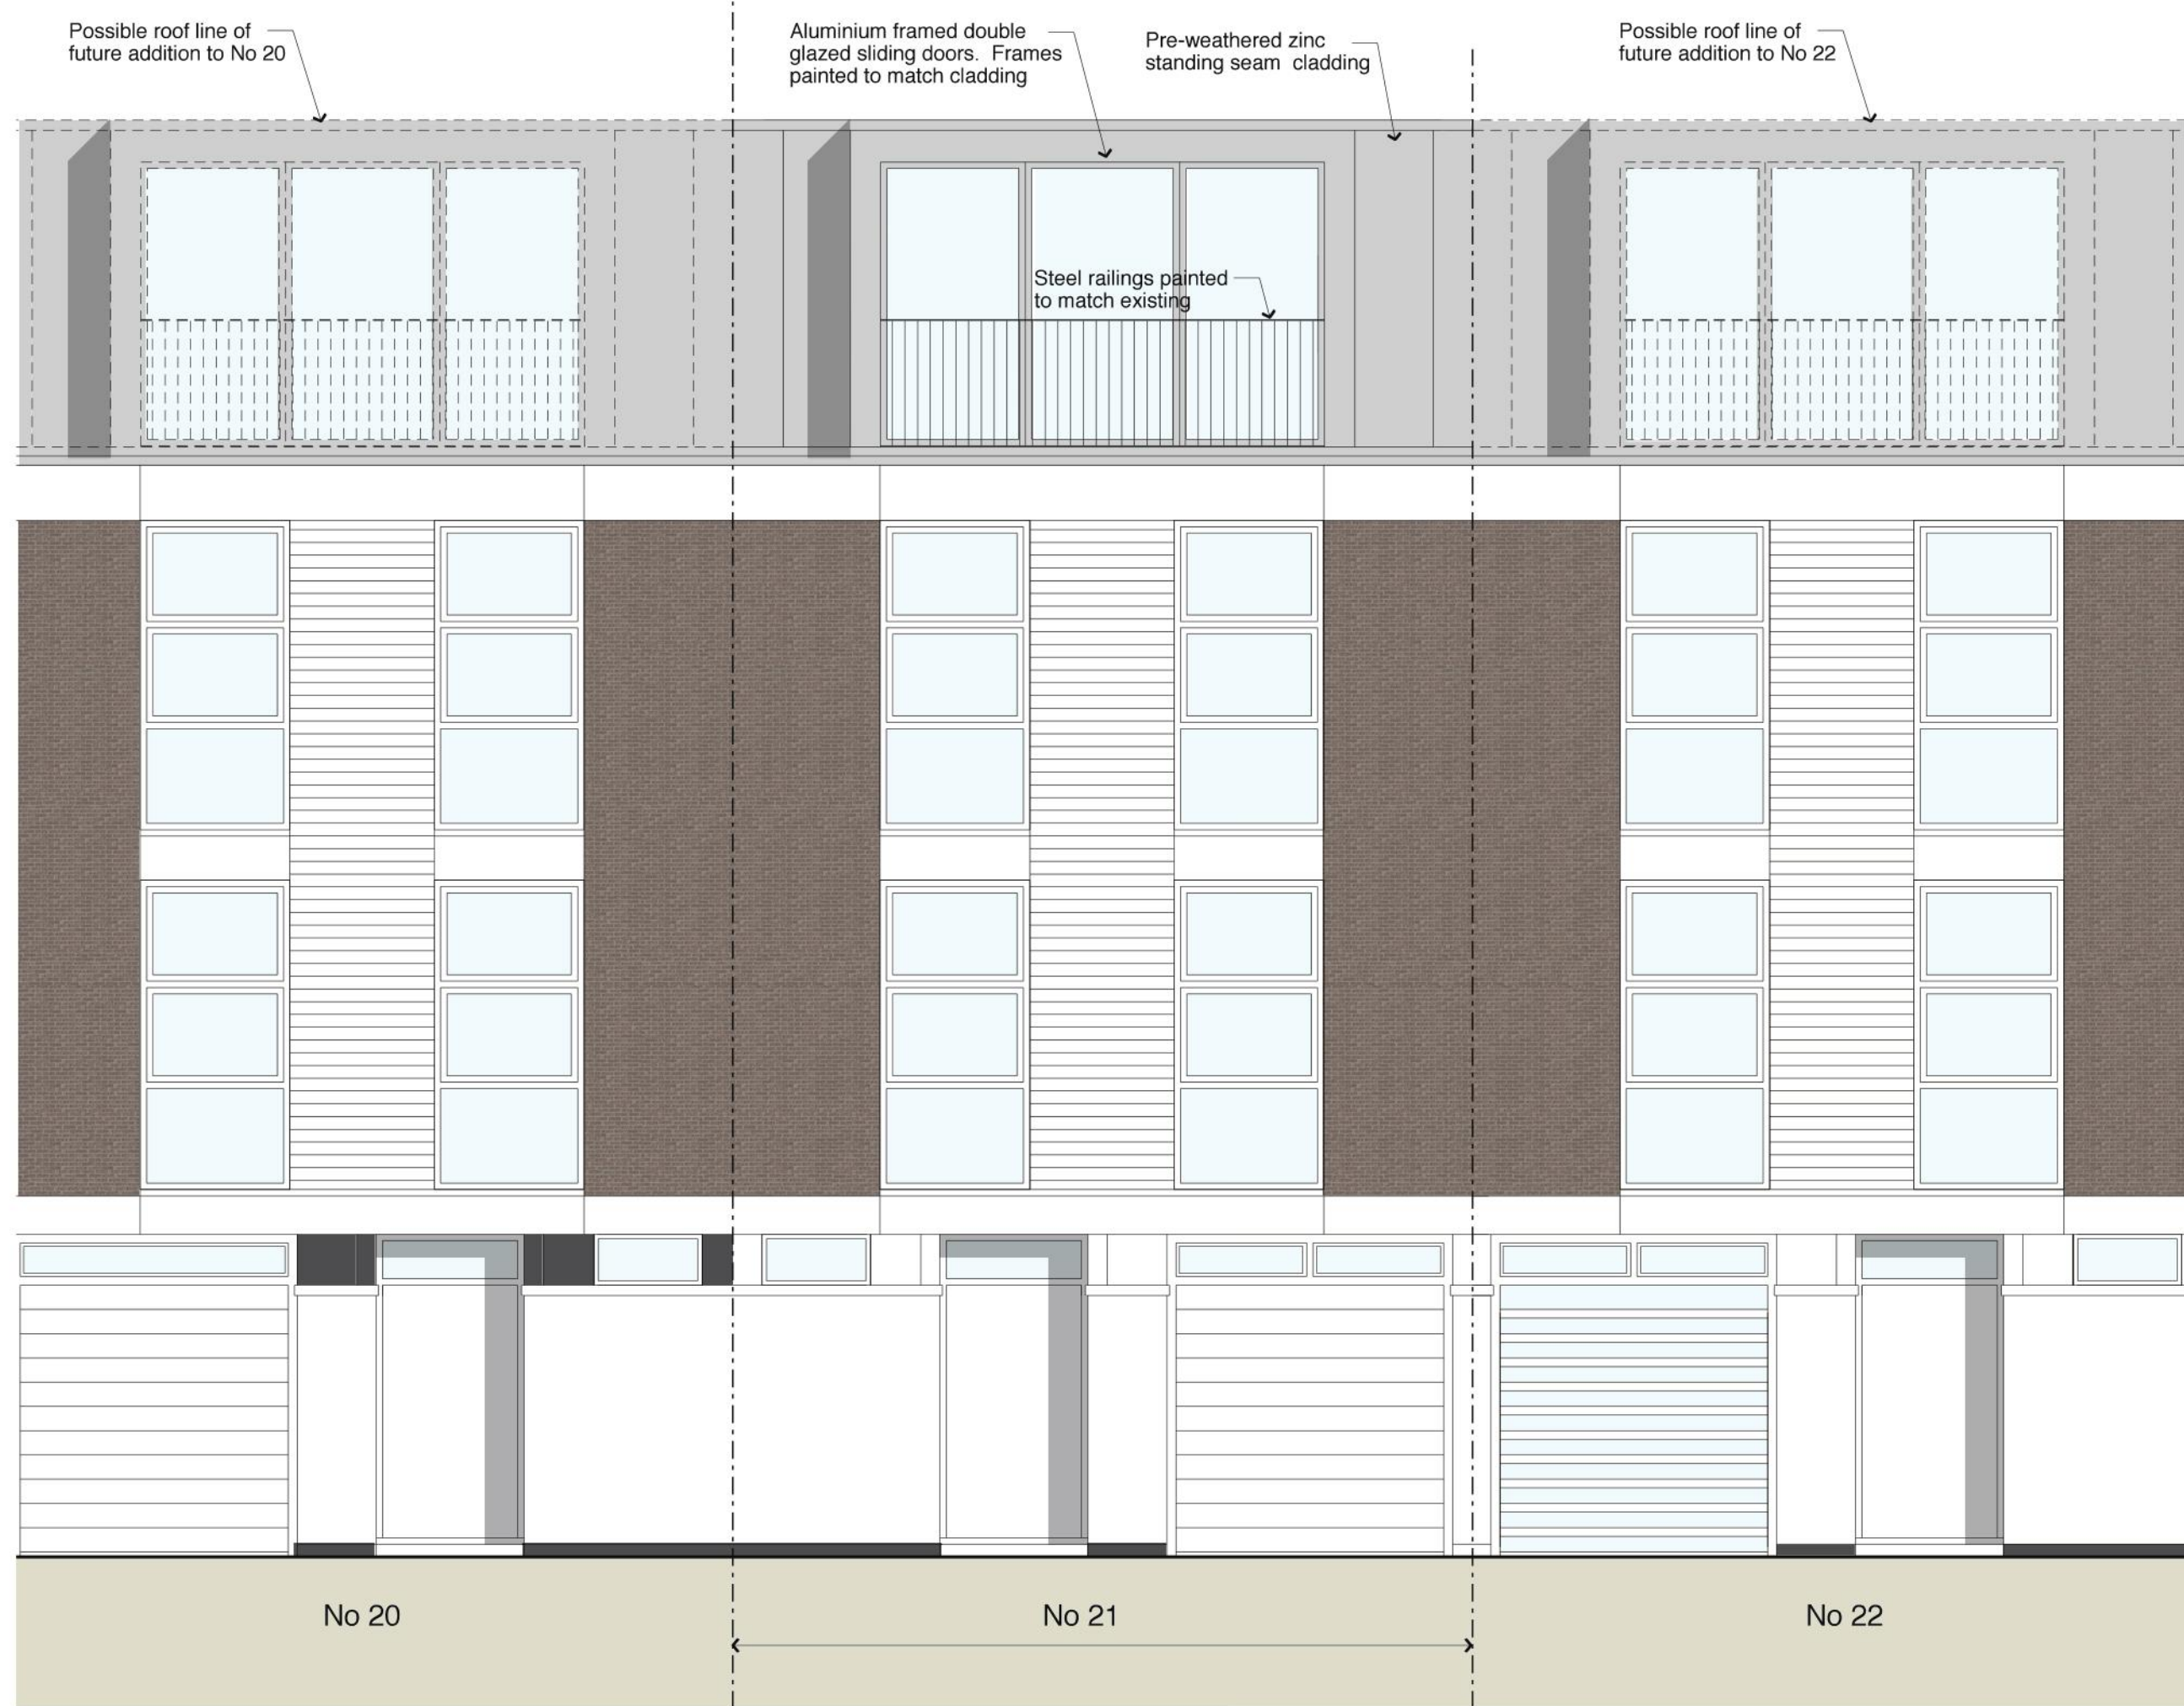 Possible roof line of
future addition to No 20
Aluminium framed double
glazed sliding doors. Frames
painted to match cladding
Pre-weathered zinc
standing seam cladding
Possible roof line of
future addition to No 22
Steel railings painted
to match existing
No 20
No 21
No 22